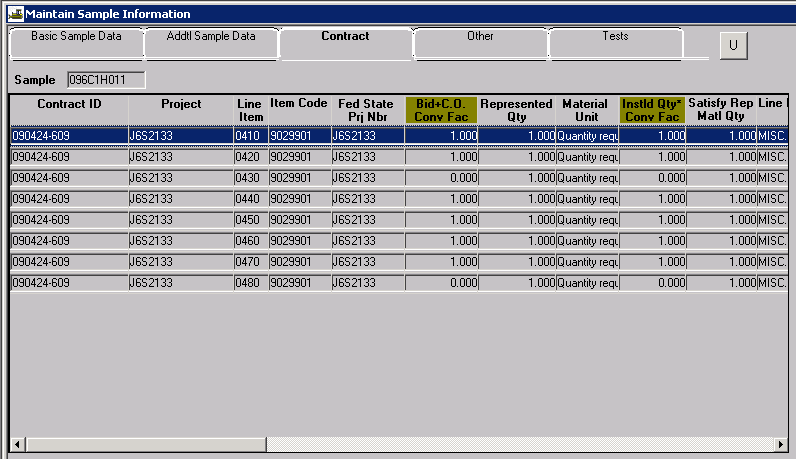 Maintain Sample Information
Basic Sample Data Addtl Sample Data Contract Other Tests U
Sample 096C1H011
Contract ID Project Line Item Item Code Fed State Prj Nbr Bid+C.O. Conv Fac Represented Qty Material Unit Instld Qty* Conv Fac Satisfy Rep Matl Qty Line
090424-609 J6S2133 0410 9029901 J6S2133 1.000 1.000 Quantity requ 1.000 1.000 MISC.
090424-609 J6S2133 0420 9029901 J6S2133 1.000 1.000 Quantity requ 1.000 1.000 MISC.
090424-609 J6S2133 0430 9029901 J6S2133 0.000 1.000 Quantity requ 0.000 1.000 MISC.
090424-609 J6S2133 0440 9029901 J6S2133 1.000 1.000 Quantity requ 1.000 1.000 MISC.
090424-609 J6S2133 0450 9029901 J6S2133 1.000 1.000 Quantity requ 1.000 1.000 MISC.
090424-609 J6S2133 0460 9029901 J6S2133 1.000 1.000 Quantity requ 1.000 1.000 MISC.
090424-609 J6S2133 0470 9029901 J6S2133 1.000 1.000 Quantity requ 1.000 1.000 MISC.
090424-609 J6S2133 0480 9029901 J6S2133 0.000 1.000 Quantity requ 0.000 1.000 MISC.